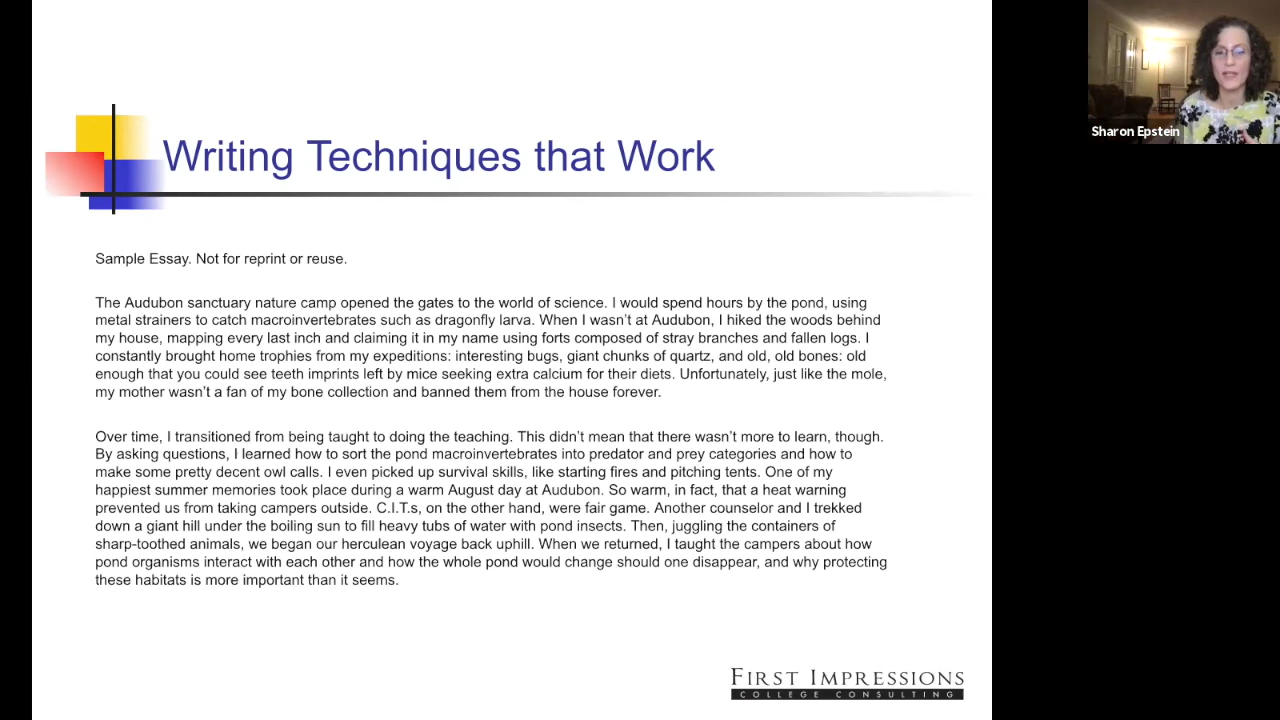 Writing Techniques that Work
Sharon Epstein
Sample Essay. Not for reprint or reuse.
The Audubon sanctuary nature camp opened the gates to the world of science. I would spend hours by the pond, using
metal strainers to catch macroinvertebrates such as dragonfly larva. When I wasn't at Audubon, I hiked the woods behind
my house, mapping every last inch and claiming it in my name using forts composed of stray branches and fallen logs. I
constantly brought home trophies from my expeditions: interesting bugs, giant chunks of quartz, and old, old bones: old
enough that you could see teeth imprints left by mice seeking extra calcium for their diets. Unfortunately, just like the mole,
my mother wasn't a fan of my bone collection and banned them from the house forever.
Over time, I transitioned from being taught to doing the teaching. This didn't mean that there wasn't more to learn, though.
By asking questions, I learned how to sort the pond macroinvertebrates into predator and prey categories and how to
make some pretty decent owl calls. I even picked up survival skills, like starting fires and pitching tents. One of my
happiest summer memories took place during a warm August day at Audubon. So warm, in fact, that a heat warning
prevented us from taking campers outside. C.I.T.s, on the other hand, were fair game. Another counselor and I trekked
down a giant hill under the boiling sun to fill heavy tubs of water with pond insects. Then, juggling the containers of
sharp-toothed animals, we began our herculean voyage back uphill. When we returned, I taught the campers about how
pond organisms interact with each other and how the whole pond would change should one disappear, and why protecting
these habitats is more important than it seems.
FIRST IMPRESSIONS
COLLEGE CONSULTING